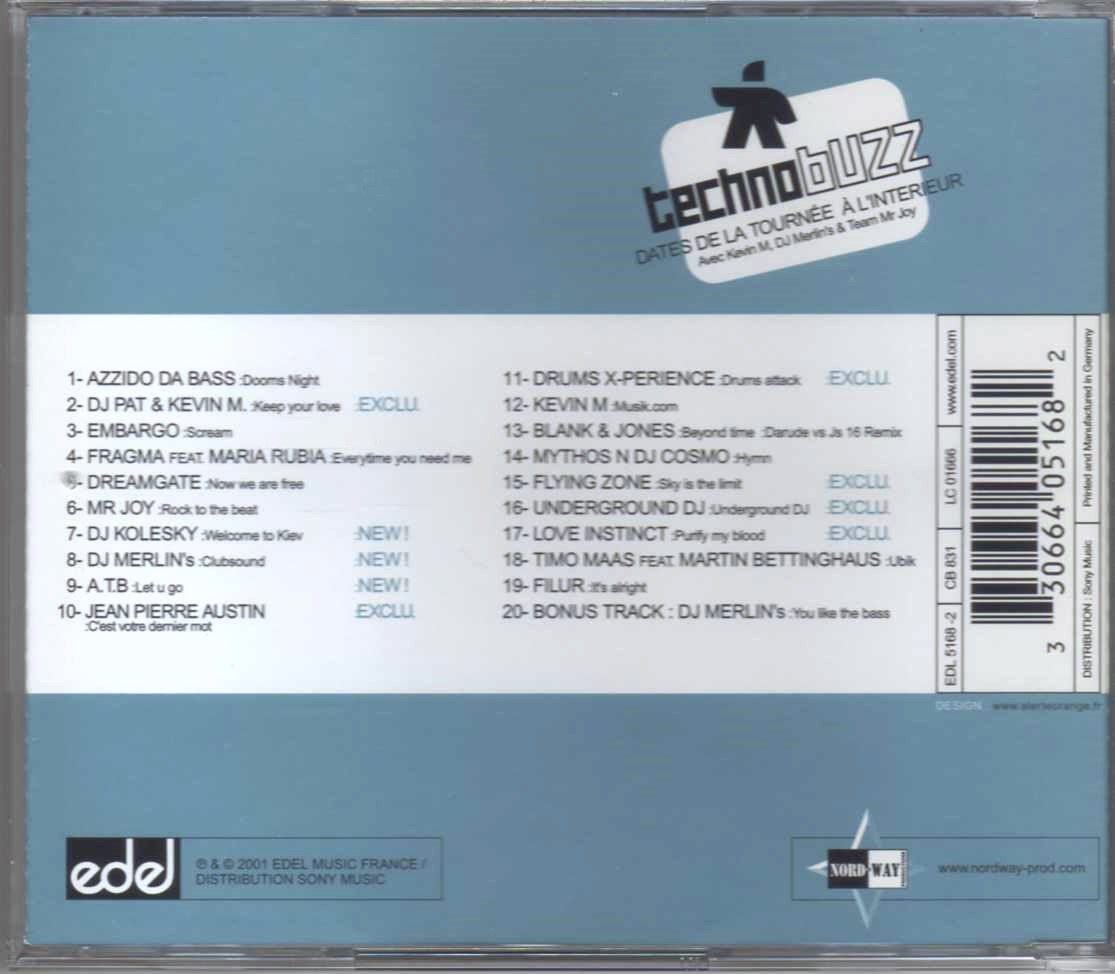 technobuzz
DATES DE LA TOURNÉE À L'INTERIEUR
Avec Kevin M, DJ Merlin's & Team Mr Joy
1- AZZIDO DA BASS :Dooms Night
2- DJ PAT & KEVIN M. :Keep your love :EXCLU.
3- EMBARGO :Scream
4- FRAGMA FEAT. MARIA RUBIA :Everytime you need me
5- DREAMGATE :Now we are free
6- MR JOY :Rock to the beat
7- DJ KOLESKY :Welcome to Kiev :NEW !
8- DJ MERLIN's :Clubsound :NEW !
9- A.T.B :Let u go :NEW !
10- JEAN PIERRE AUSTIN :EXCLU.
:C'est votre dernier mot
11- DRUMS X-PERIENCE :Drums attack :EXCLU.
12- KEVIN M :Musik.com
13- BLANK & JONES :Beyond time :Darude vs Js 16 Remix
14- MYTHOS N DJ COSMO :Hymn
15- FLYING ZONE :Sky is the limit :EXCLU.
16- UNDERGROUND DJ :Underground DJ :EXCLU.
17- LOVE INSTINCT :Purify my blood :EXCLU.
18- TIMO MAAS FEAT. MARTIN BETTINGHAUS :Ubik
19- FILUR :It's alright
20- BONUS TRACK : DJ MERLIN's :You like the bass
EDL 5168 -2 CB 831 LC 01666 www.edel.com
3 30664 05168 2
DISTRIBUTION : Sony Music Printed and Manufactured in Germany
DESIGN www.alerteorange.fr
edel
℗ & © 2001 EDEL MUSIC FRANCE /
DISTRIBUTION SONY MUSIC
NORD-WAY
www.nordway-prod.com